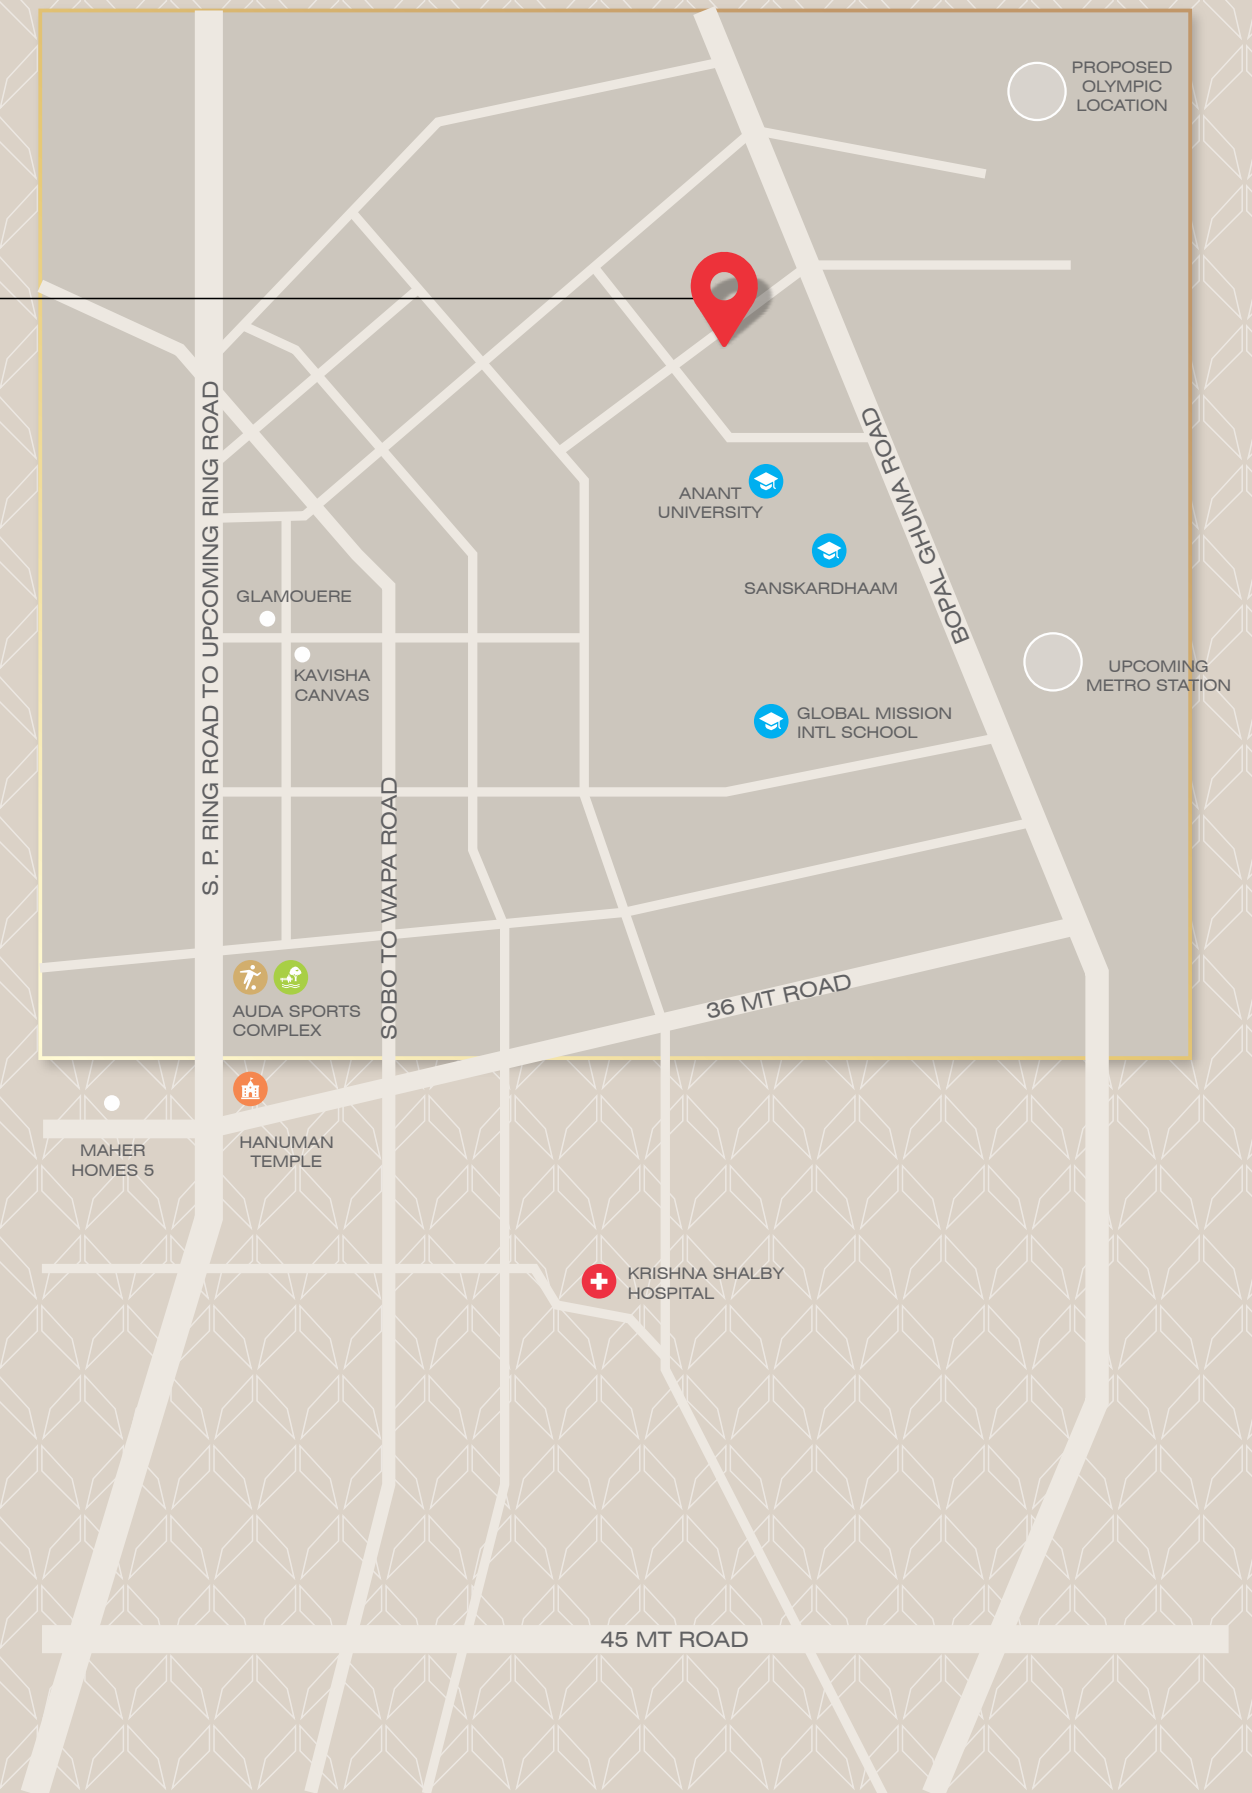 PROPOSED
OLYMPIC
LOCATION
S. P. RING ROAD TO UPCOMING RING ROAD
BOPAL GHUMA ROAD
ANANT
UNIVERSITY
SANSKARDHAAM
GLAMOUERE
KAVISHA
CANVAS
UPCOMING
METRO STATION
GLOBAL MISSION
INTL SCHOOL
SOBO TO WAPA ROAD
36 MT ROAD
AUDA SPORTS
COMPLEX
MAHER
HOMES 5
HANUMAN
TEMPLE
KRISHNA SHALBY
HOSPITAL
45 MT ROAD